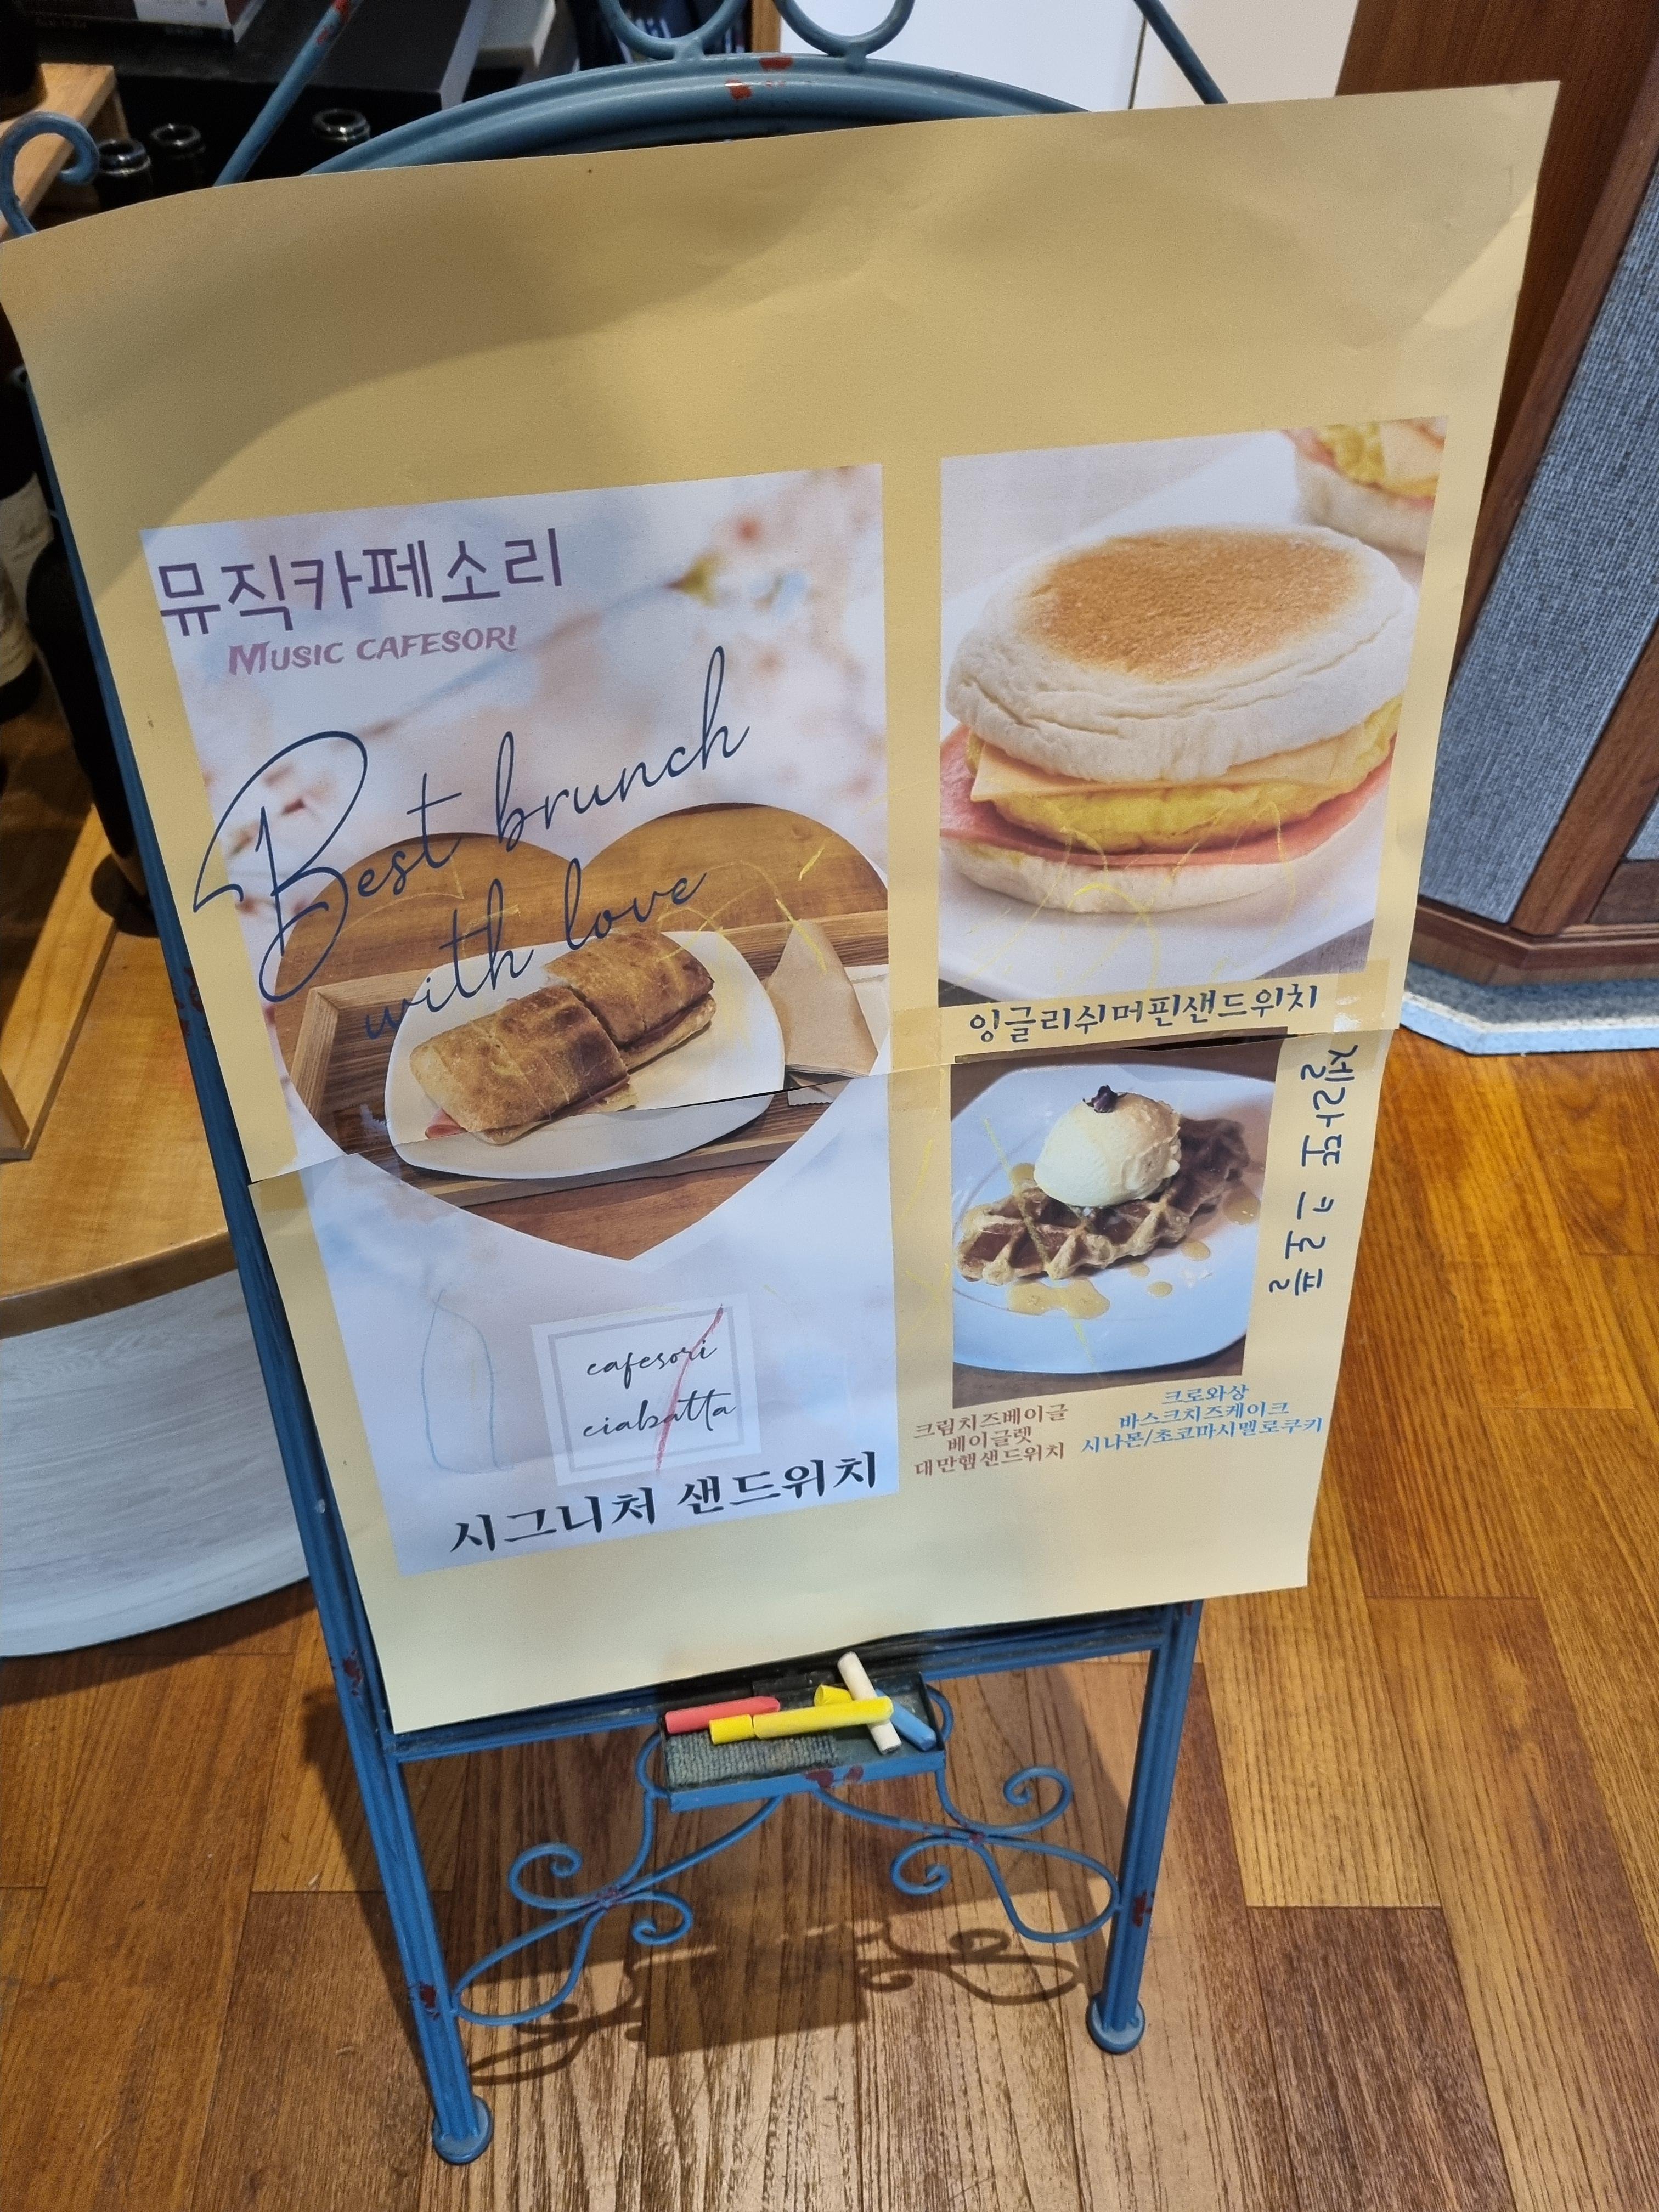 뮤직카페소리
MUSIC CAFESORI
Best brunch
with love
cafesori
ciabatta
시그니처 샌드위치
잉글리쉬머핀샌드위치
젤라또 크로플
크림치즈베이글
베이글렛
대만햄샌드위치
크로와상
바스크치즈케이크
시나몬/초코마시멜로쿠키